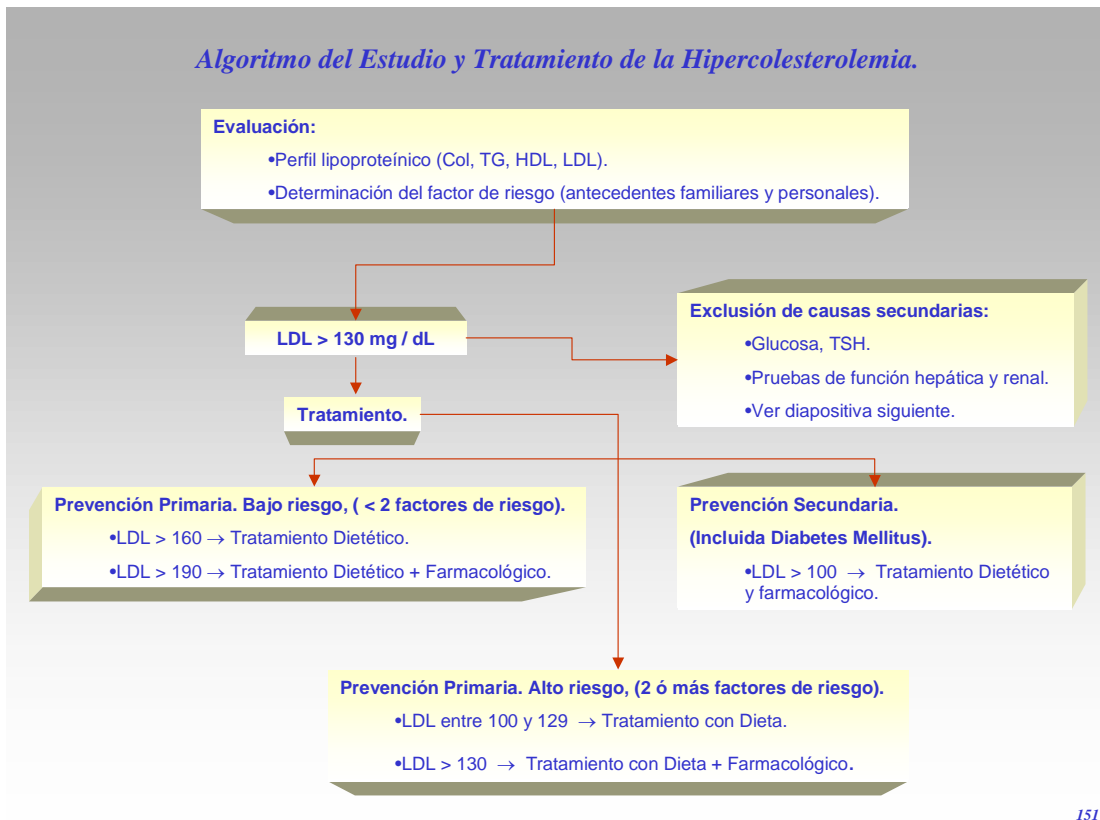 Algoritmo del Estudio y Tratamiento de la Hipercolesterolemia.
Evaluación:
•Perfil lipoproteínico (Col, TG, HDL, LDL).
•Determinación del factor de riesgo (antecedentes familiares y personales).
LDL > 130 mg / dL
Exclusión de causas secundarias:
•Glucosa, TSH.
•Pruebas de función hepática y renal.
•Ver diapositiva siguiente.
Tratamiento.
Prevención Primaria. Bajo riesgo, ( < 2 factores de riesgo).
•LDL > 160 → Tratamiento Dietético.
•LDL > 190 → Tratamiento Dietético + Farmacológico.
Prevención Secundaria.
(Incluida Diabetes Mellitus).
•LDL > 100 → Tratamiento Dietético
y farmacológico.
Prevención Primaria. Alto riesgo, (2 ó más factores de riesgo).
•LDL entre 100 y 129 → Tratamiento con Dieta.
•LDL > 130 → Tratamiento con Dieta + Farmacológico.
151